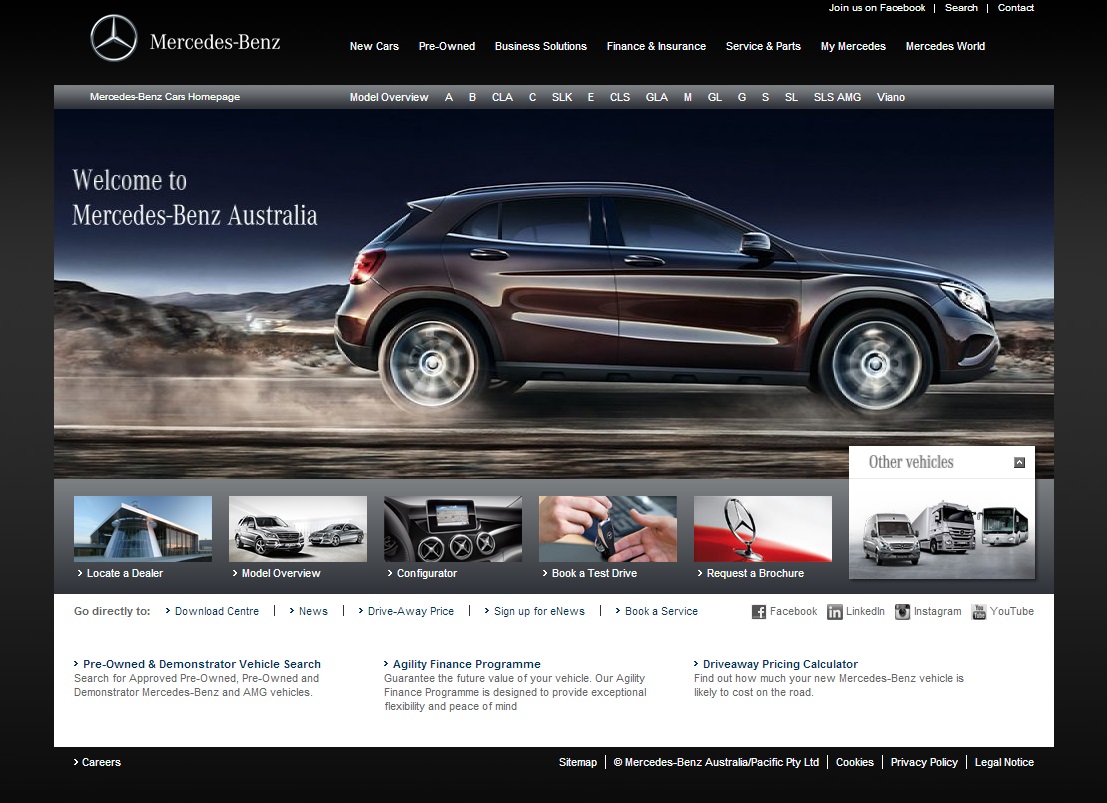 Join us on Facebook | Search | Contact
Mercedes-Benz
New Cars Pre-Owned Business Solutions Finance & Insurance Service & Parts My Mercedes Mercedes World
Mercedes-Benz Cars Homepage Model Overview A B CLA C SLK E CLS GLA M GL G S SL SLS AMG Viano
Welcome to
Mercedes-Benz Australia
Other vehicles
Locate a Dealer Model Overview Configurator Book a Test Drive Request a Brochure
Go directly to: Download Centre | News | Drive-Away Price | Sign up for eNews | Book a Service Facebook LinkedIn Instagram YouTube
Pre-Owned & Demonstrator Vehicle Search
Search for Approved Pre-Owned, Pre-Owned and
Demonstrator Mercedes-Benz and AMG vehicles.
Agility Finance Programme
Guarantee the future value of your vehicle. Our Agility
Finance Programme is designed to provide exceptional
flexibility and peace of mind
Driveaway Pricing Calculator
Find out how much your new Mercedes-Benz vehicle is
likely to cost on the road.
Careers Sitemap | © Mercedes-Benz Australia/Pacific Pty Ltd | Cookies | Privacy Policy | Legal Notice